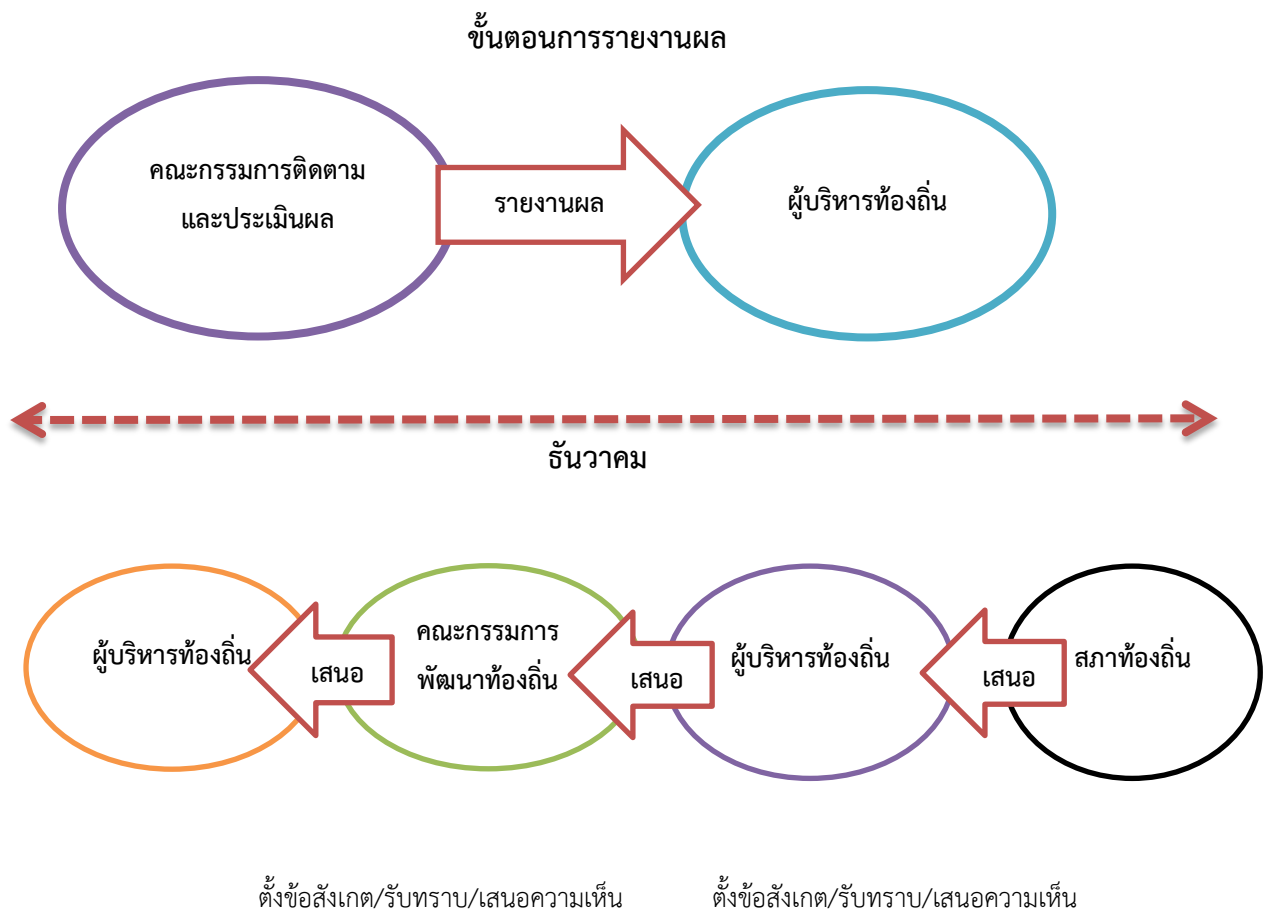 ขั้นตอนการรายงานผล
คณะกรรมการติดตาม
และประเมินผล
รายงานผล
ผู้บริหารท้องถิ่น
ธันวาคม
ผู้บริหารท้องถิ่น
เสนอ
คณะกรรมการ
พัฒนาท้องถิ่น
เสนอ
ผู้บริหารท้องถิ่น
เสนอ
สภาท้องถิ่น
ตั้งข้อสังเกต/รับทราบ/เสนอความเห็น
ตั้งข้อสังเกต/รับทราบ/เสนอความเห็น